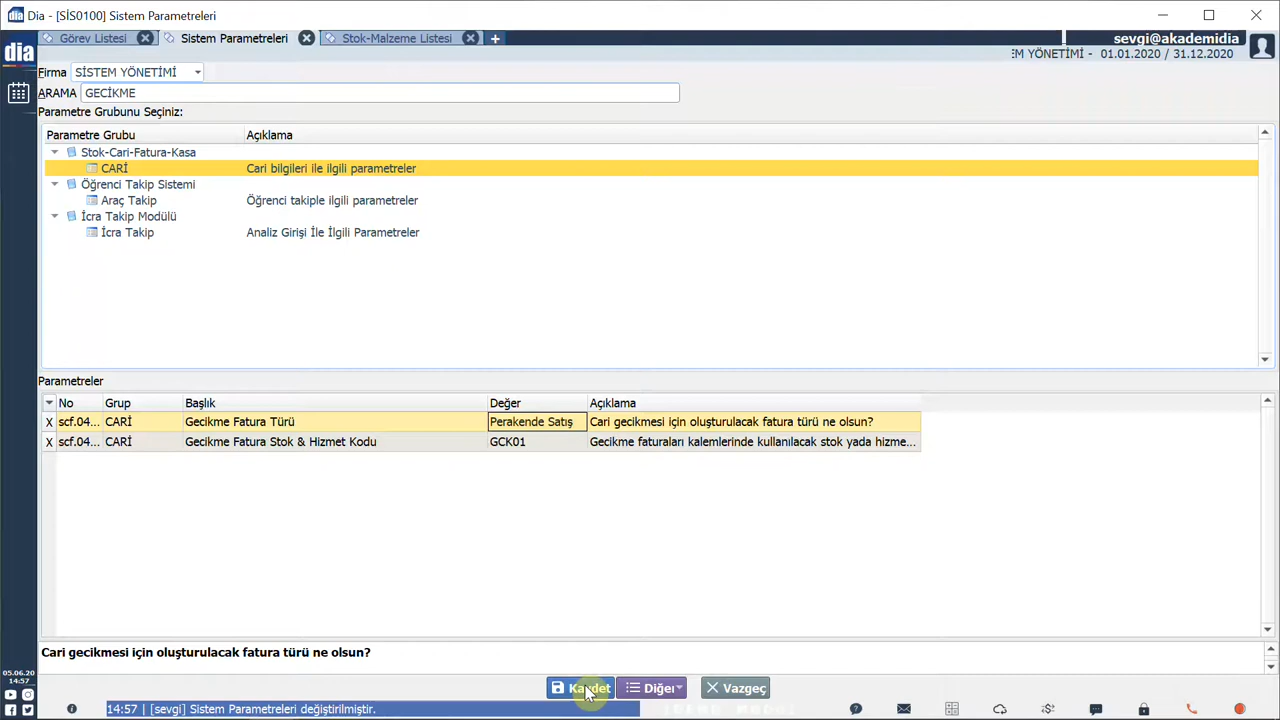 Dia - [SİS0100] Sistem Parametreleri
Görev Listesi
Sistem Parametreleri
Stok-Malzeme Listesi
sevgi@akademidia
dia
EM YÖNETİMİ - 01.01.2020 / 31.12.2020
Firma SİSTEM YÖNETİMİ
ARAMA GECİKME
Parametre Grubunu Seçiniz:
Parametre Grubu Açıklama
Stok-Cari-Fatura-Kasa
CARİ Cari bilgileri ile ilgili parametreler
Öğrenci Takip Sistemi
Araç Takip Öğrenci takiple ilgili parametreler
İcra Takip Modülü
İcra Takip Analiz Girişi İle İlgili Parametreler
Parametreler
No Grup Başlık Değer Açıklama
X scf.04... CARİ Gecikme Fatura Türü Perakende Satış Cari gecikmesi için oluşturulacak fatura türü ne olsun?
X scf.04... CARİ Gecikme Fatura Stok & Hizmet Kodu GCK01 Gecikme faturaları kalemlerinde kullanılacak stok yada hizme...
Cari gecikmesi için oluşturulacak fatura türü ne olsun?
05.06.20
14:57
Kaydet Diğer Vazgeç
14:57 | [sevgi] Sistem Parametreleri değiştirilmiştir.